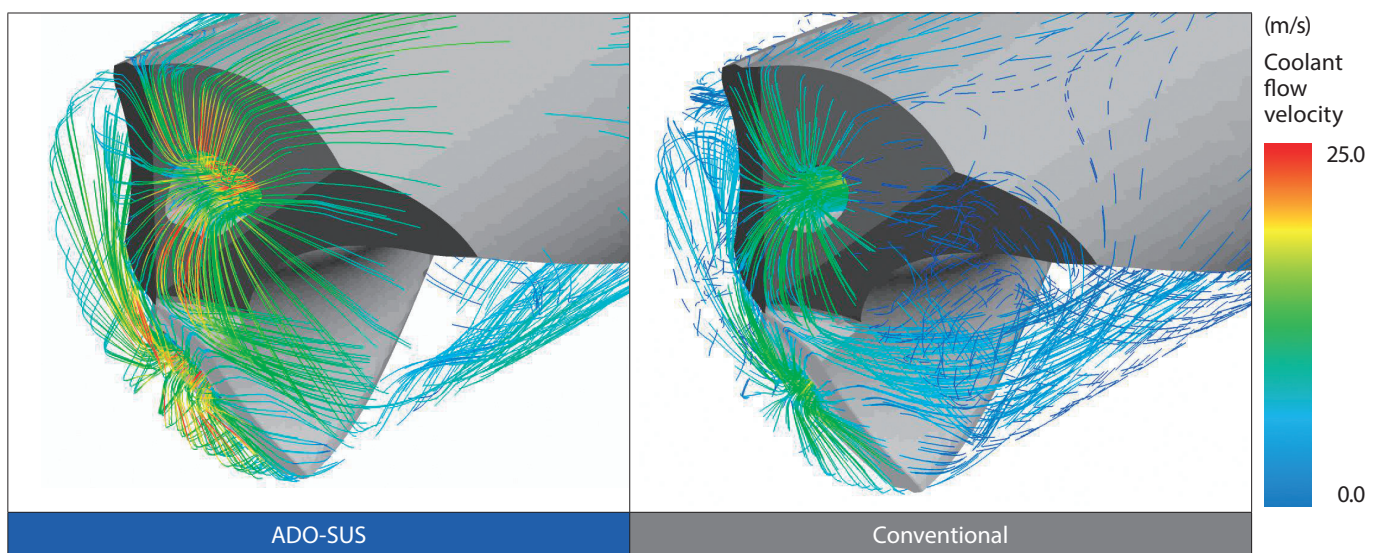 (m/s)
Coolant
flow
velocity
25.0
0.0
ADO-SUS
Conventional